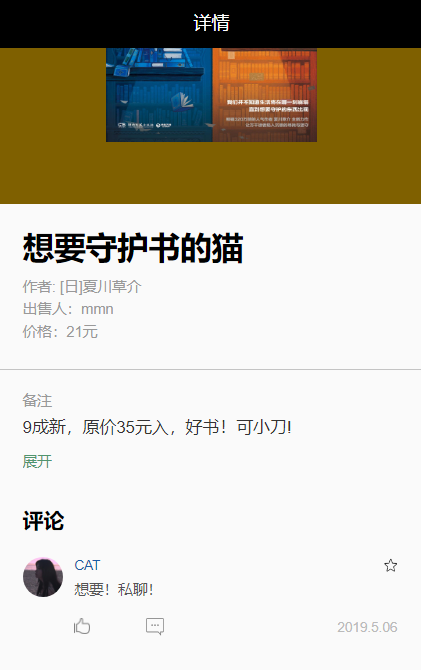 详情
想要守护书的猫
作者: [日]夏川草介
出售人：mmn
价格：21元
备注
9成新，原价35元入，好书！可小刀!
展开
评论
CAT
想要！私聊！
2019.5.06